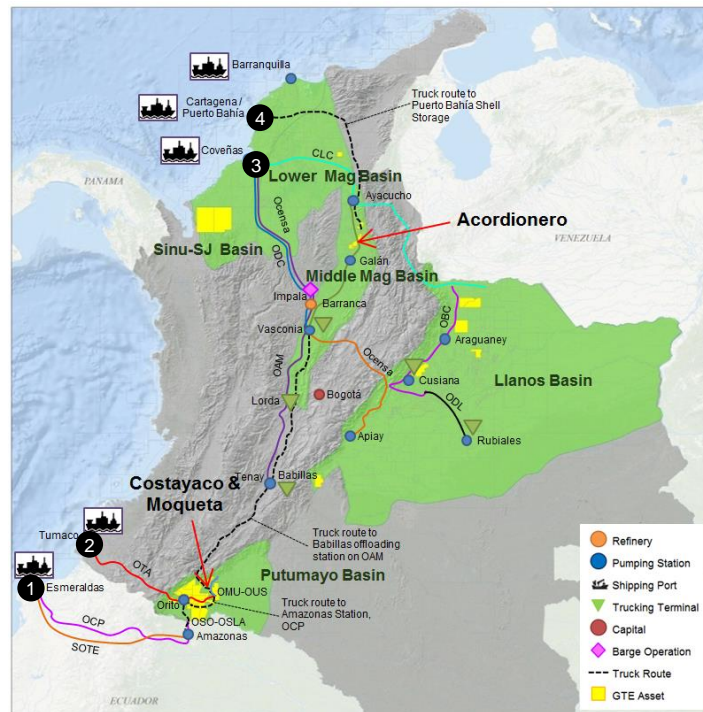 Barranquilla
Cartagena /
Puerto Bahía
4
Truck route to
Puerto Bahía Shell
Storage
Coveñas
3
CLC
PANAMA
Lower Mag Basin
Ayacucho
Acordionero
Ocensa
ODC
Sinu-SJ Basin
VENEZUELA
Galán
Middle Mag Basin
Impala
Barranca
OBC
Vasconia
Araguaney
Ocensa
OAM
Cusiana
Llanos Basin
Bogotá
Lorda
ODL
Apiay
Rubiales
Costayaco &
Moqueta
Tenay
Babillas
Tumaco
2
Truck route to
Babillas offloading
station on OAM
OTA
Putumayo Basin
1
Esmeraldas
OMU-OUS
Orito
Truck route to
Amazonas Station,
OCP
OSO-OSLA
OCP
Amazonas
SOTE
ECUADOR
Refinery
Pumping Station
Shipping Port
Trucking Terminal
Capital
Barge Operation
Truck Route
GTE Asset